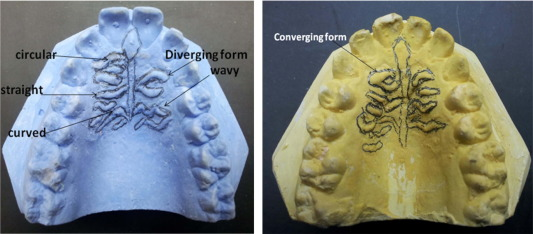 circular
Diverging form
wavy
straight
curved
Converging form